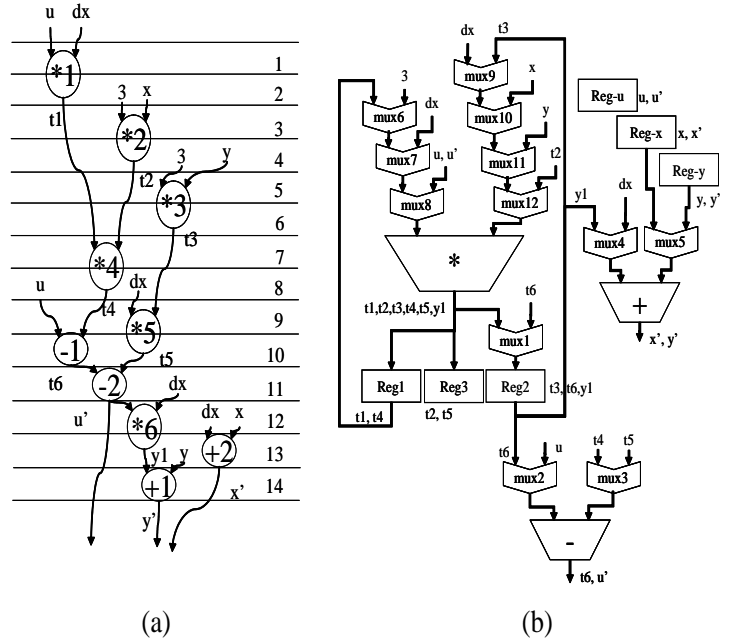 u dx
1
*1
2
3 x
t1
3
*2
4
3 y
t2
5
*3
6
t3
7
*4
8
dx
u
t4
9
*5
-1
10
t5
t6
-2
11
dx
u'
12
*6
dx x
13
+2
y1 y
14
+1
x'
y'
(a)
dx
t3
mux9
3
x
mux6
mux10
dx
y
mux7
mux11
u, u'
t2
mux8
mux12
*
t1,t2,t3,t4,t5,y1
t6
mux1
Reg1
Reg3
Reg2
t3,t6,y1
t1, t4
t2, t5
Reg-u
u, u'
Reg-x
x, x'
Reg-y
y, y'
y1
dx
mux4
mux5
+
x', y'
t6
u
t4
t5
mux2
mux3
-
t6, u'
(b)